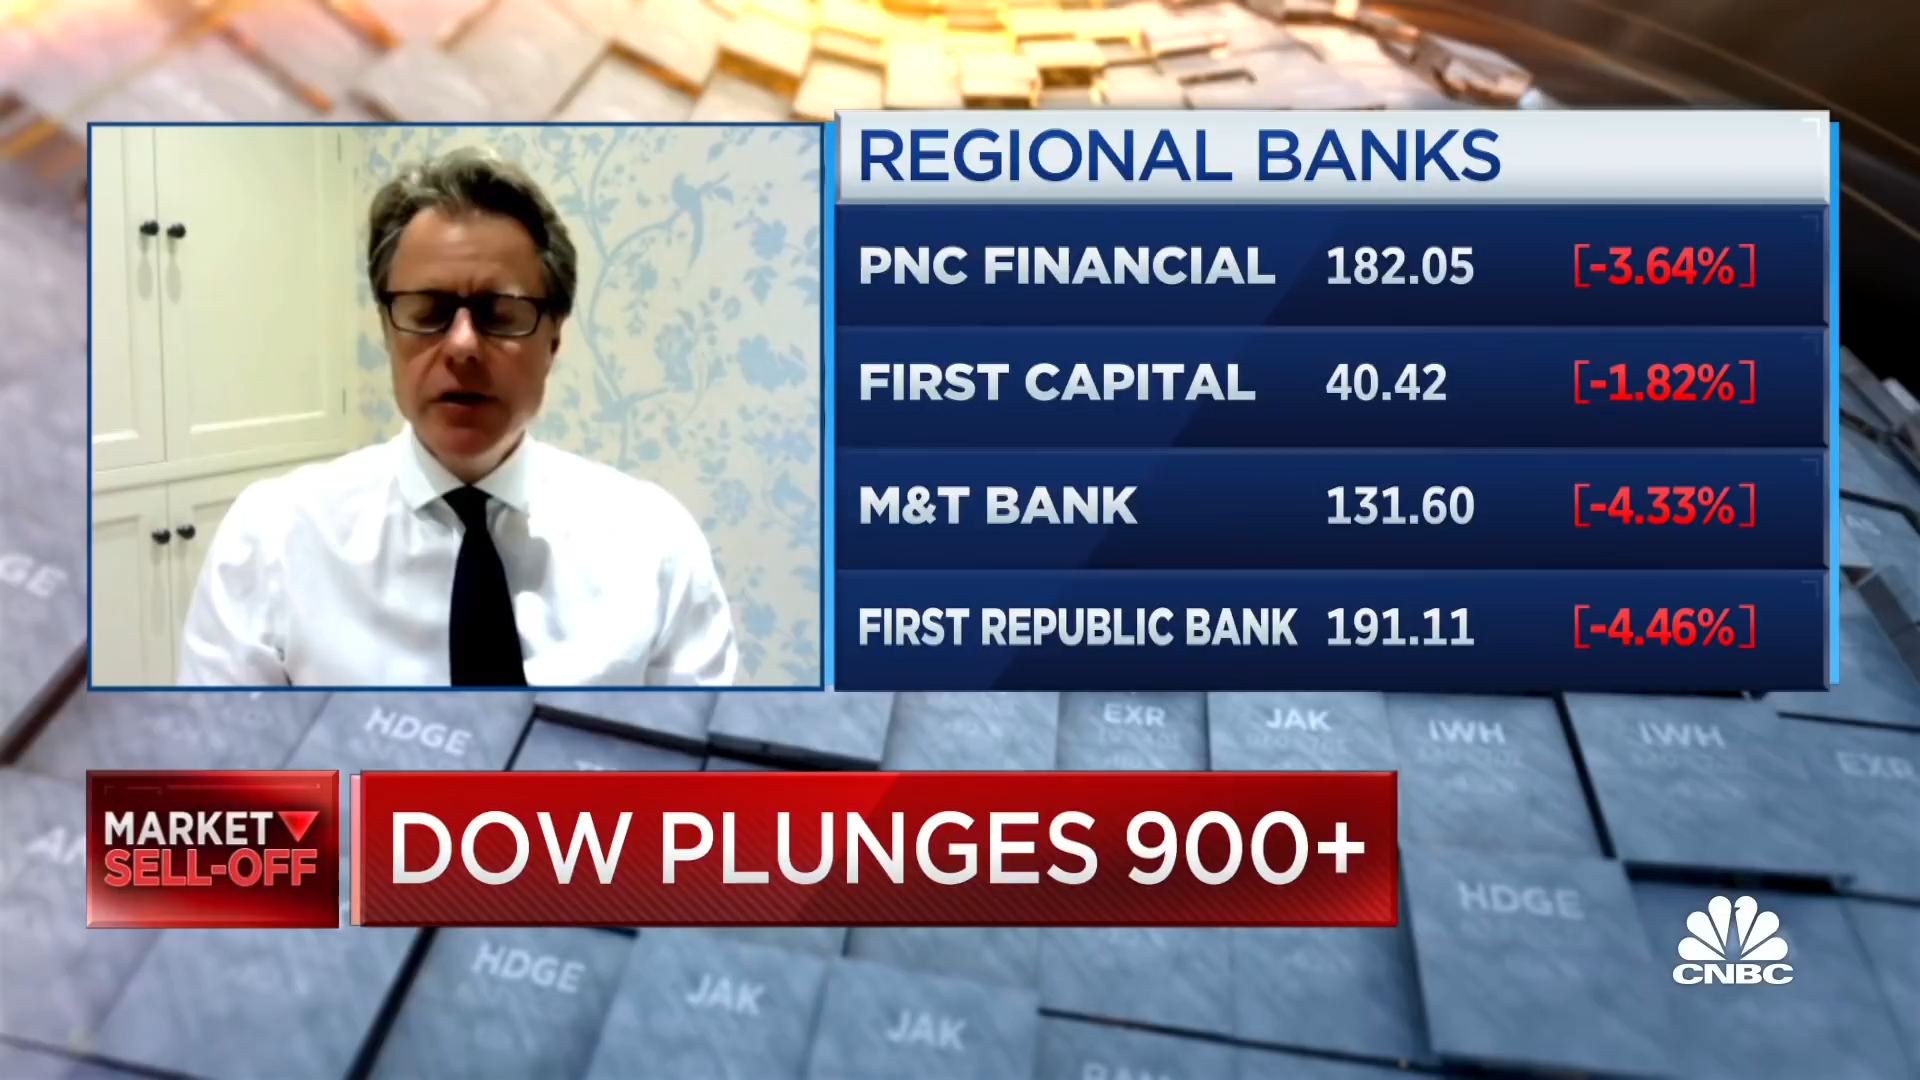 REGIONAL BANKS
PNC FINANCIAL 182.05 [-3.64%]
FIRST CAPITAL 40.42 [-1.82%]
M&T BANK 131.60 [-4.33%]
FIRST REPUBLIC BANK 191.11 [-4.46%]
HDGE
EXR
JAK
IWH
IWH
EXR
MARKET
SELL-OFF
DOW PLUNGES 900+
HDGE
CNBC
HDGE
JAK
JAK